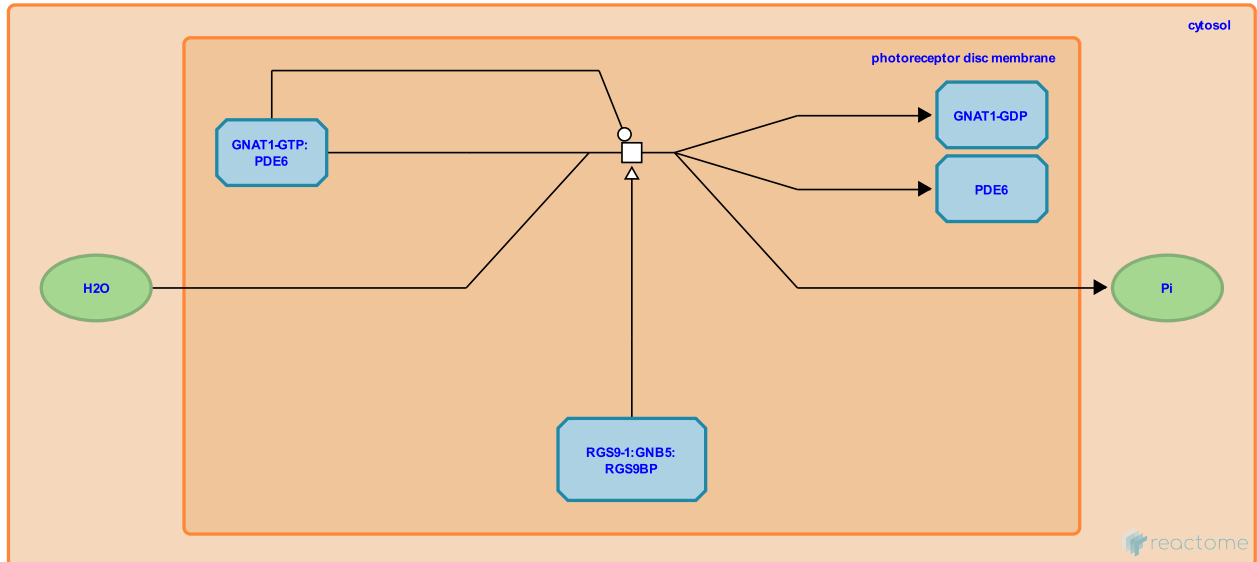 cytosol
photoreceptor disc membrane
GNAT1-GTP:
PDE6
GNAT1-GDP
PDE6
H2O
Pi
RGS9-1:GNB5:
RGS9BP
reactome